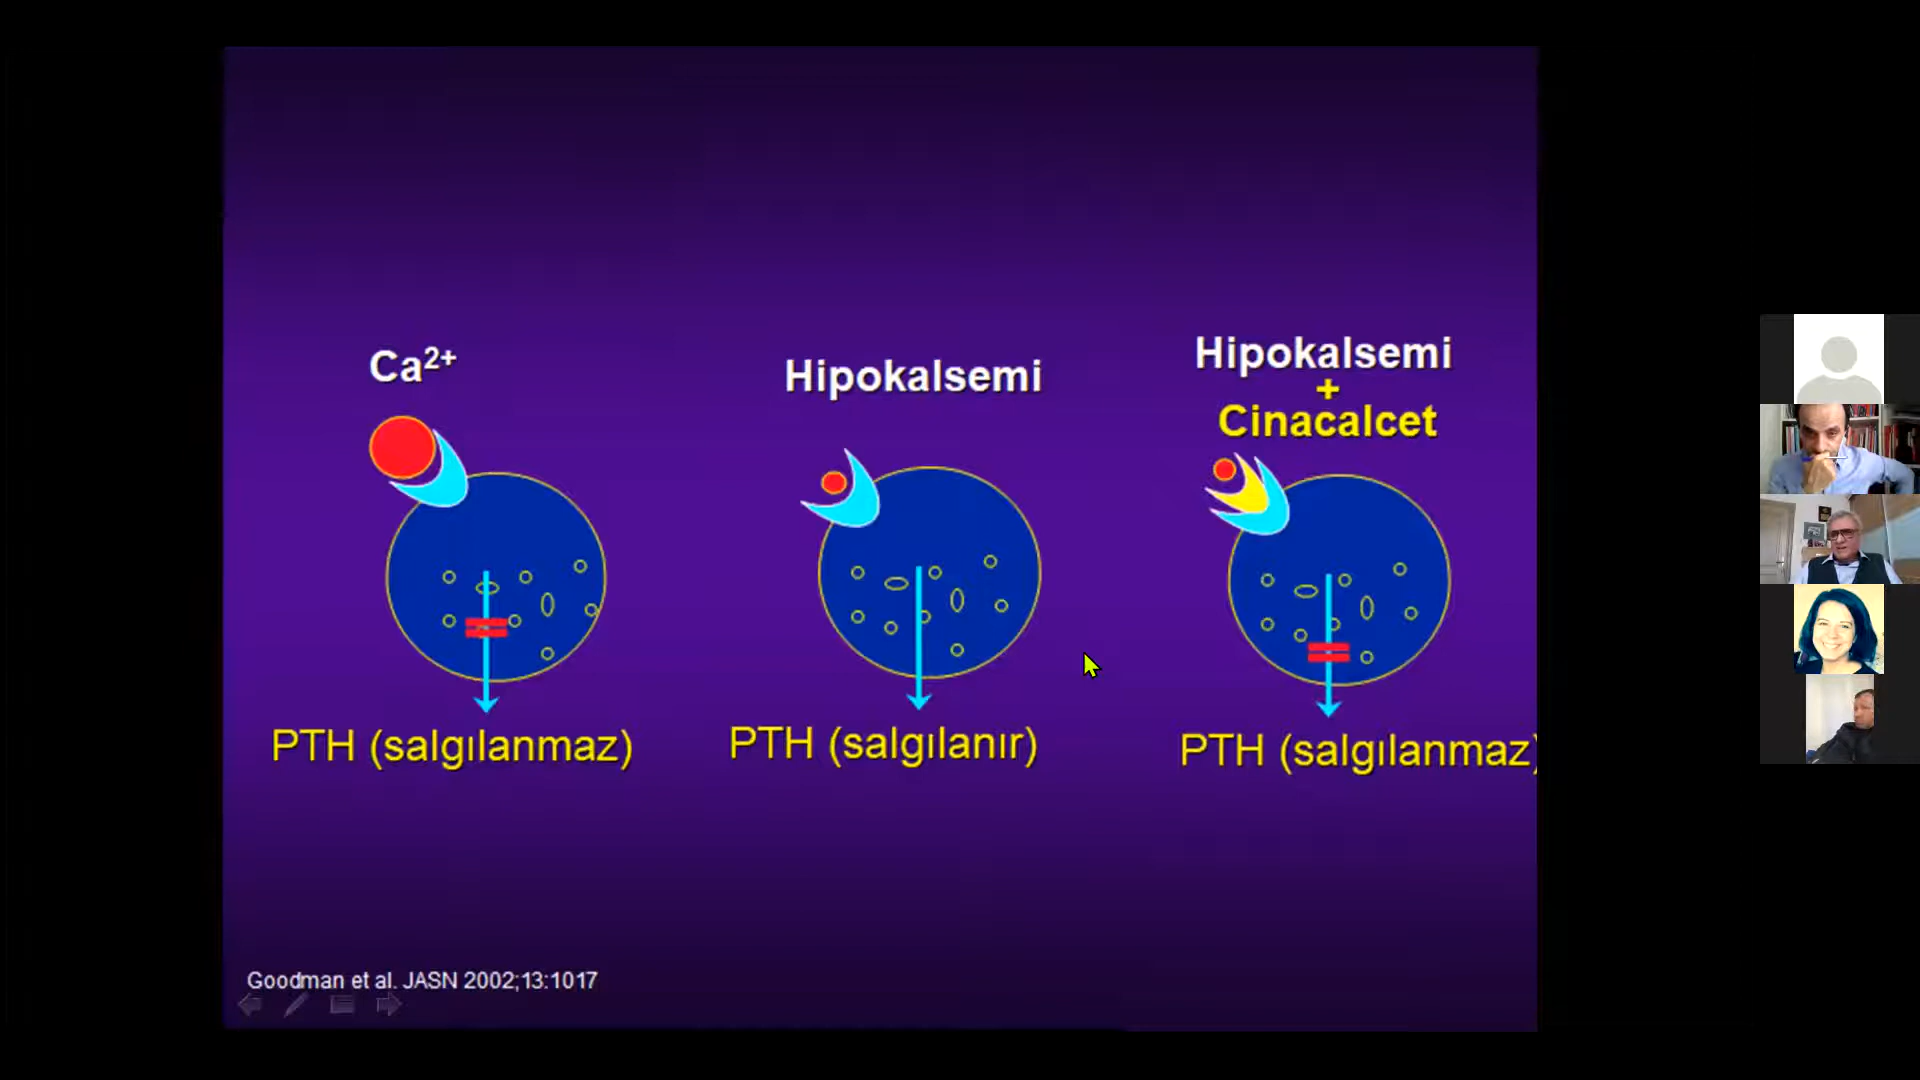 Ca²⁺
PTH (salgılanmaz)
Hipokalsemi
PTH (salgılanır)
Hipokalsemi
+
Cinacalcet
PTH (salgılanmaz)
Goodman et al. JASN 2002;13:1017